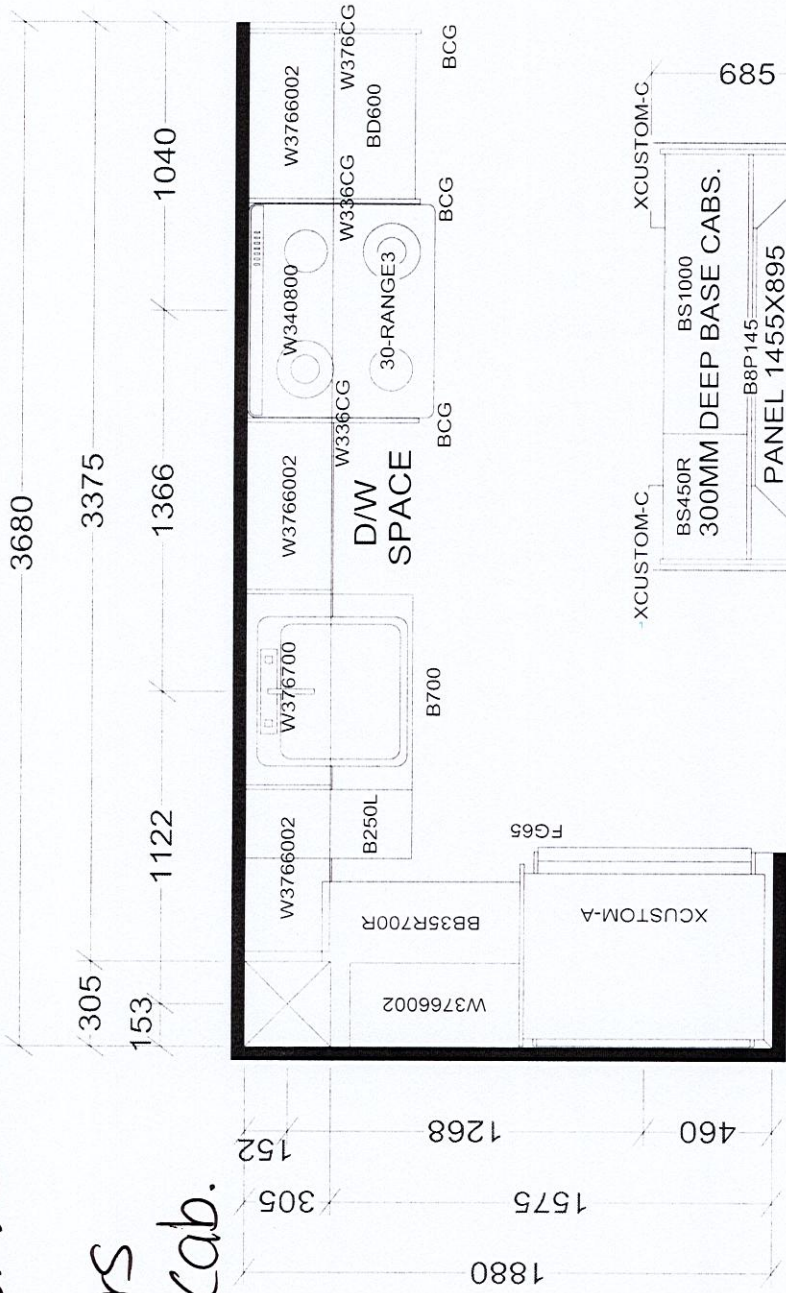 3680
3375
305
1040
1366
1122
153
W3766002
W376CG
BD600
BCG
W336CG
BCG
W340800
30-RANGE3
W336CG
BCG
W3766002
D/W
SPACE
W376700
B700
W3766002
B250L
BB35R700R
W3766002
FG65
XCUSTOM-A
152
1268
460
305
1575
1880
XCUSTOM-C
685
BS1000
BS450R
300MM DEEP BASE CABS.
B8P145
PANEL 1455X895
XCUSTOM-C
cab.